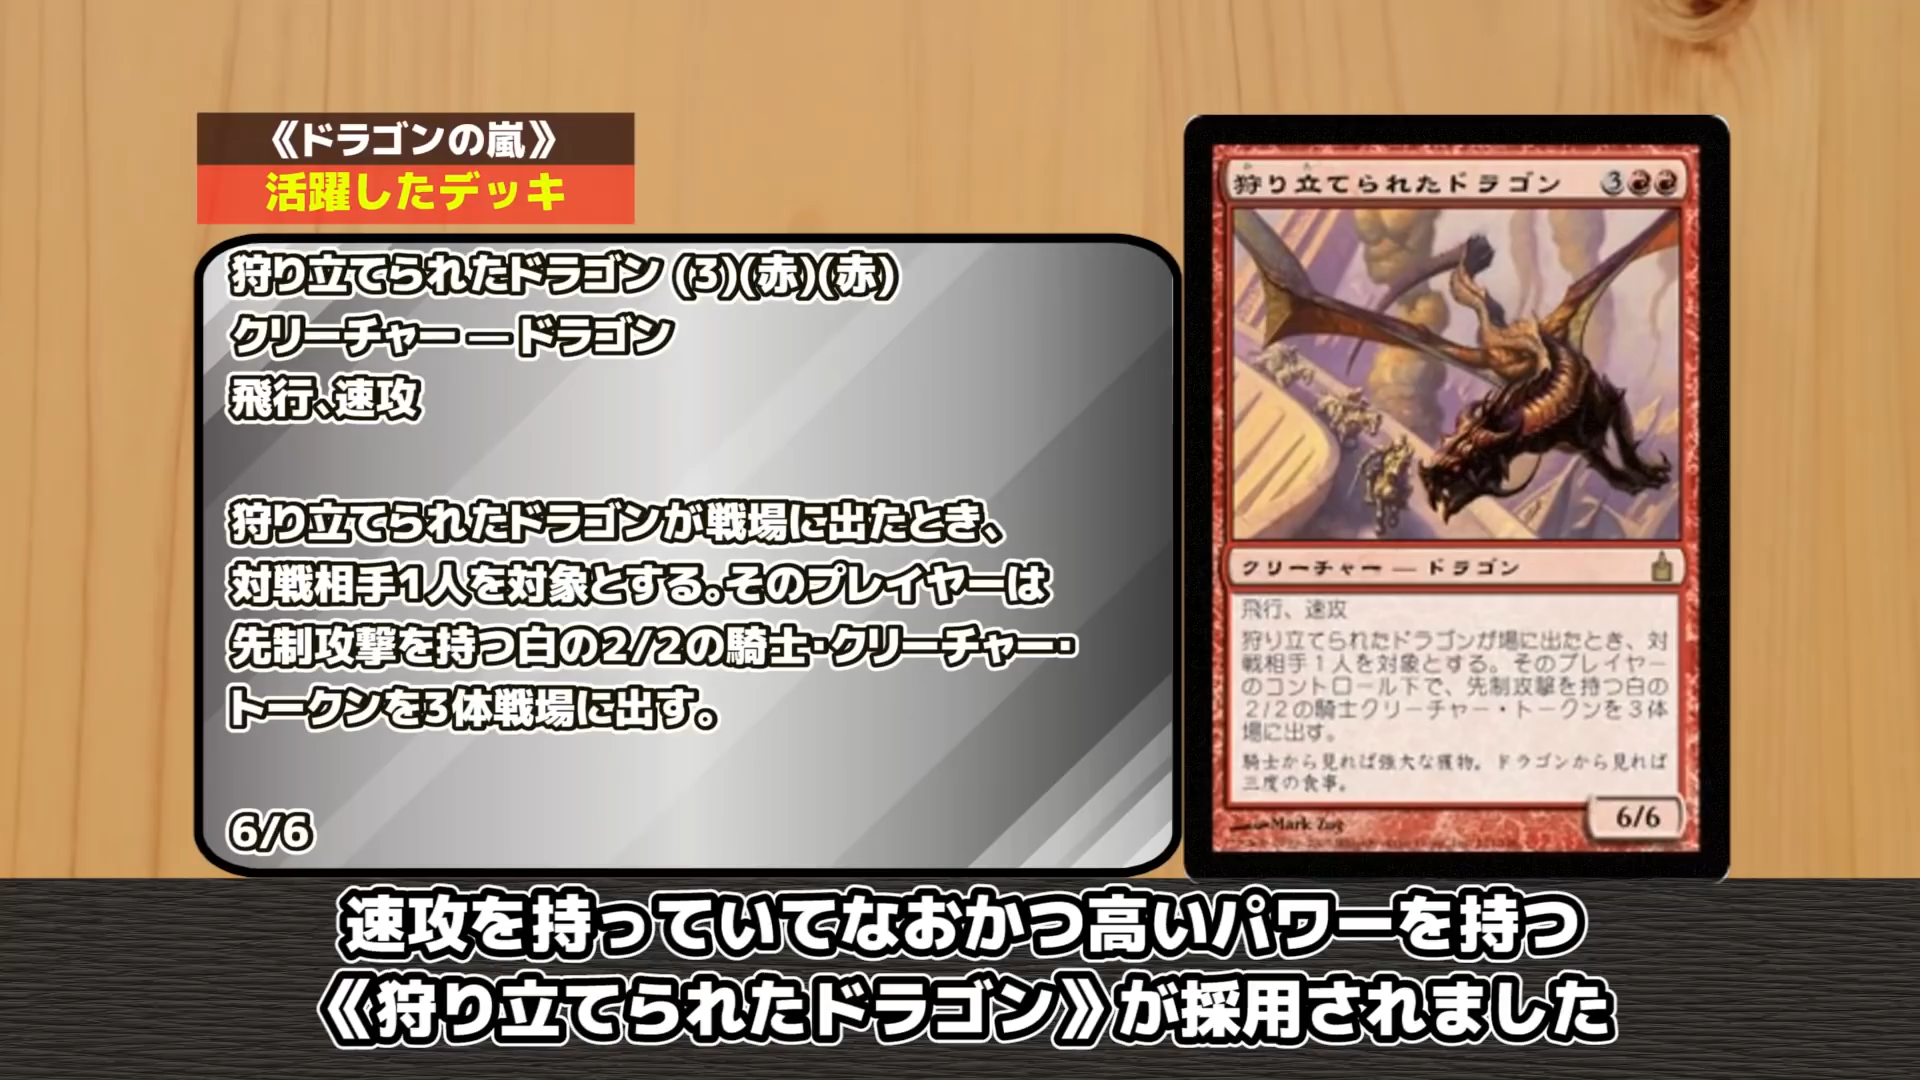 《ドラゴンの嵐》
活躍したデッキ
狩り立てられたドラゴン (3)(赤)(赤)
クリーチャー ― ドラゴン
飛行、速攻
狩り立てられたドラゴンが戦場に出たとき、
対戦相手1人を対象とする。そのプレイヤーは
先制攻撃を持つ白の2/2の騎士・クリーチャー・
トークンを3体戦場に出す。
6/6
狩り立てられたドラゴン 3
クリーチャー ― ドラゴン
飛行、速攻
狩り立てられたドラゴンが場に出たとき、対
戦相手1人を対象とする。そのプレイヤー
のコントロール下で、先制攻撃を持つ白の
2/2の騎士クリーチャー・トークンを3体
場に出す。
騎士から見れば強大な獲物。ドラゴンから見れば
三度の食事。
Mark Zug
6/6
速攻を持っていてなおかつ高いパワーを持つ
《狩り立てられたドラゴン》が採用されました